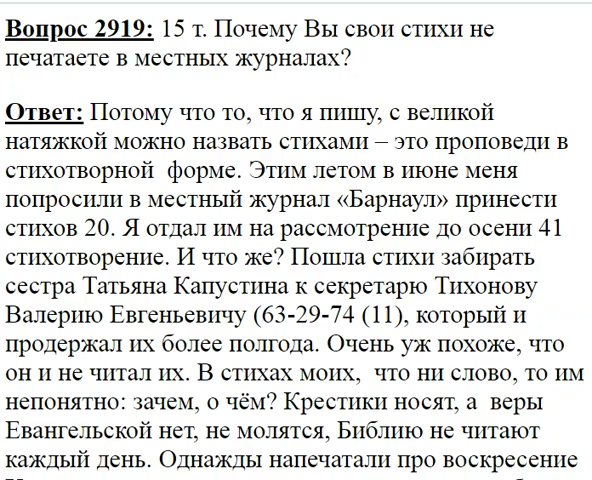 Вопрос 2919: 15 т. Почему Вы свои стихи не
печатаете в местных журналах?
Ответ: Потому что то, что я пишу, с великой
натяжкой можно назвать стихами – это проповеди в
стихотворной форме. Этим летом в июне меня
попросили в местный журнал «Барнаул» принести
стихов 20. Я отдал им на рассмотрение до осени 41
стихотворение. И что же? Пошла стихи забирать
сестра Татьяна Капустина к секретарю Тихонову
Валерию Евгеньевичу (63-29-74 (11), который и
продержал их более полгода. Очень уж похоже, что
он и не читал их. В стихах моих, что ни слово, то им
непонятно: зачем, о чём? Крестики носят, а веры
Евангельской нет, не молятся, Библию не читают
каждый день. Однажды напечатали про воскресение